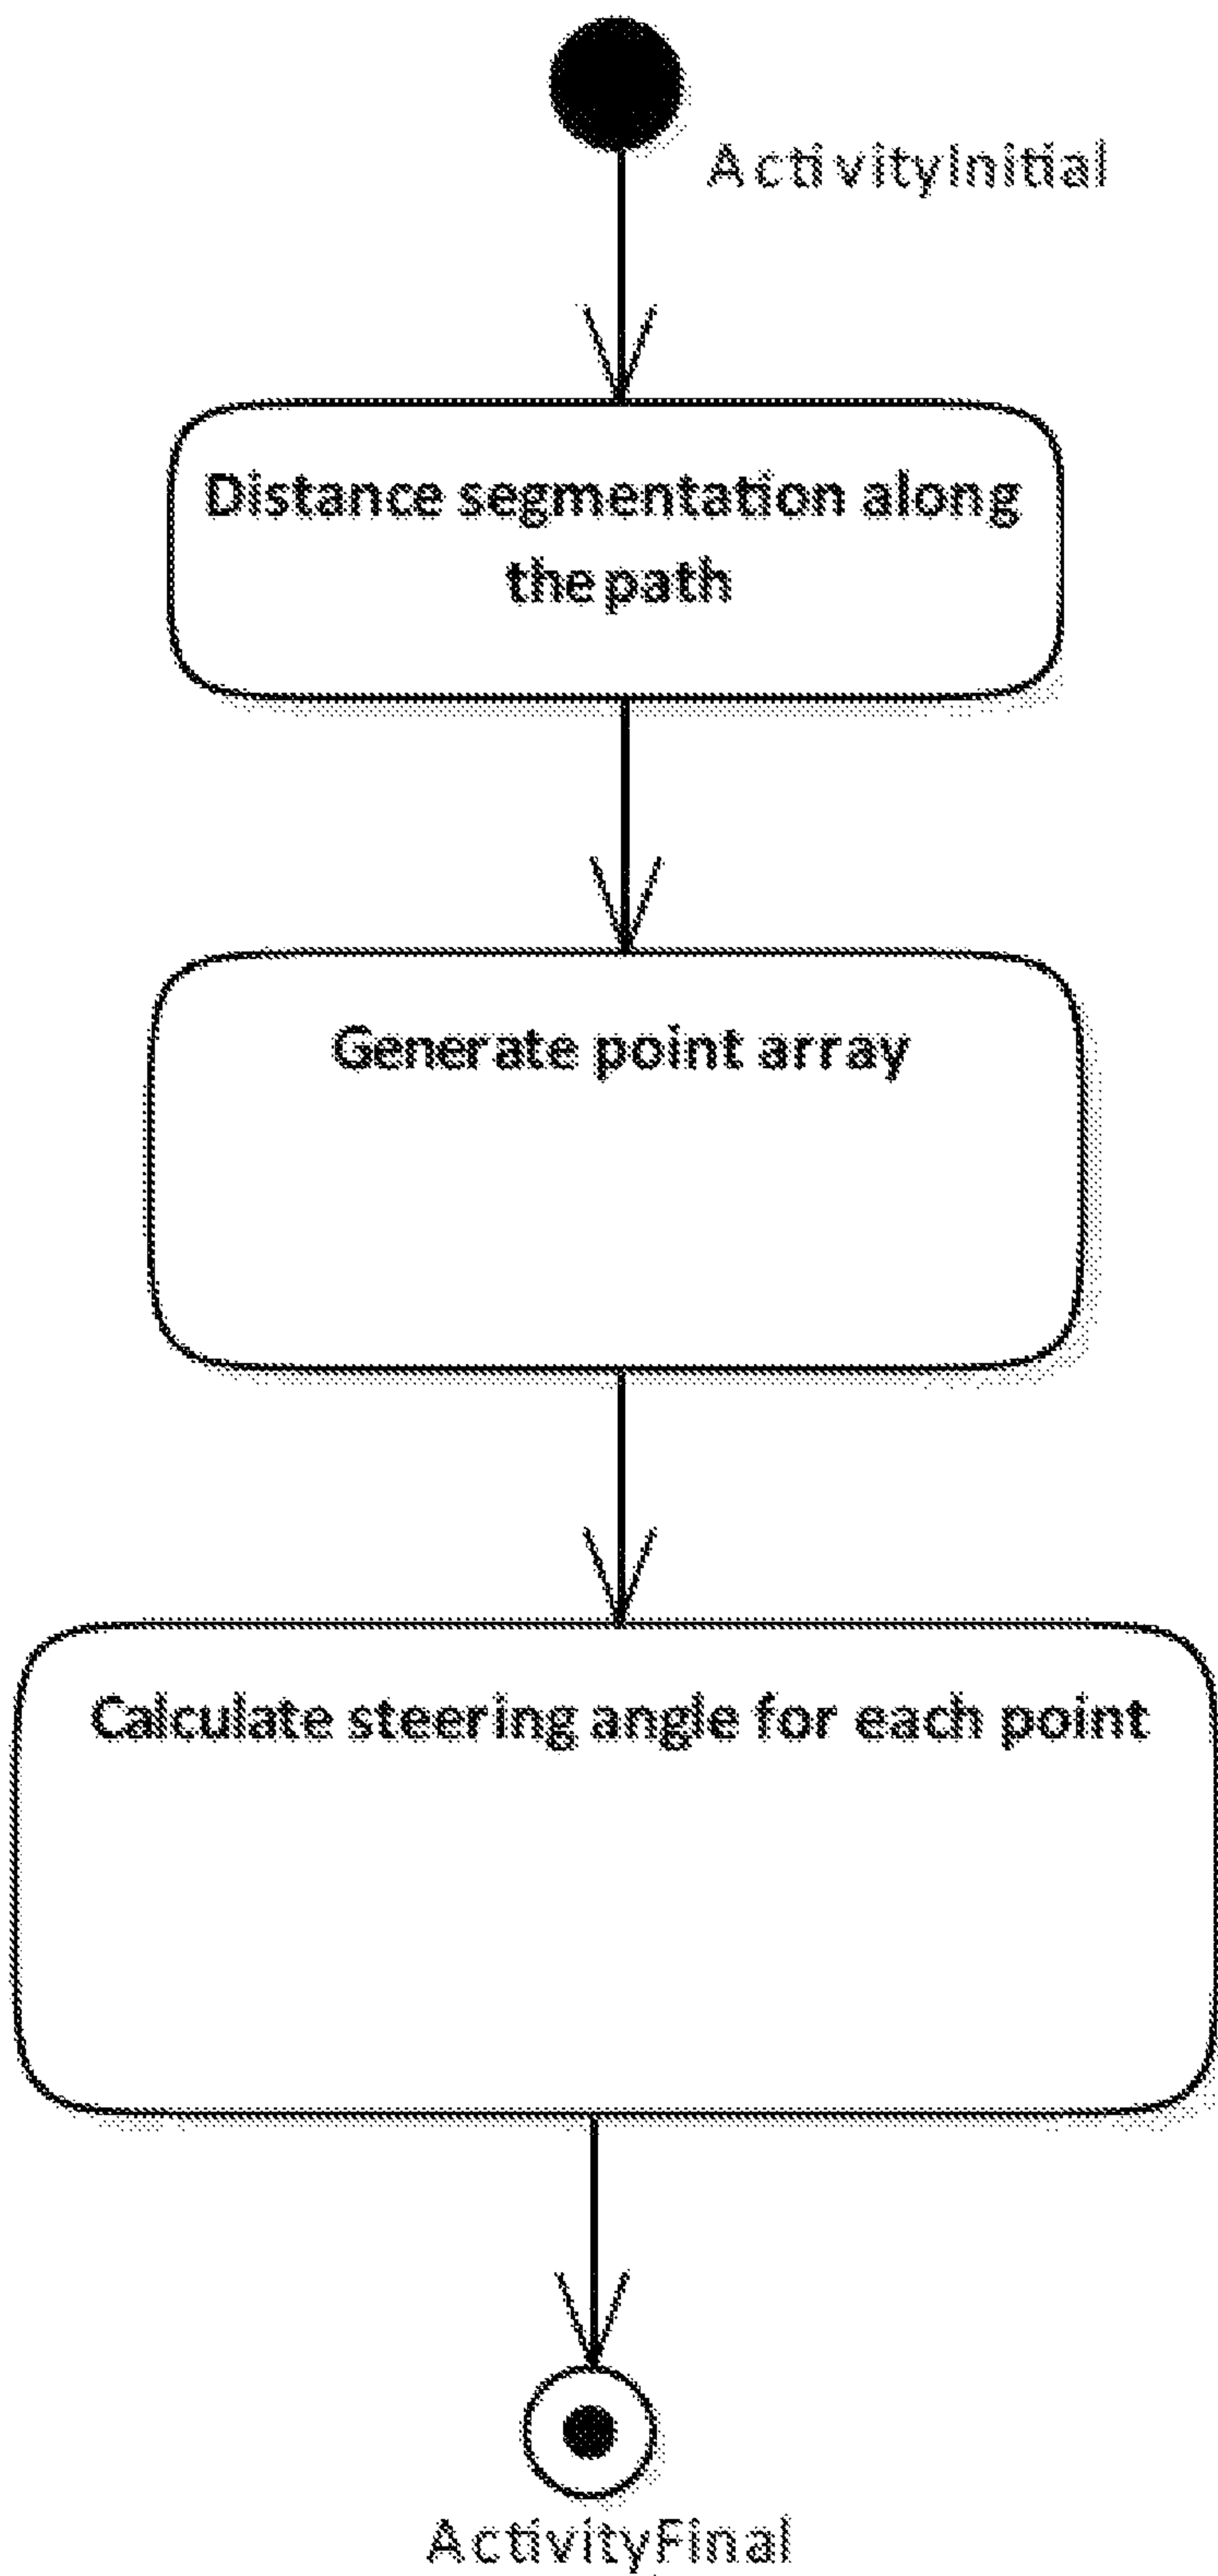 ActivityInitial
Distance segmentation along
the path
Generate point array
Calculate steering angle for each point
ActivityFinal